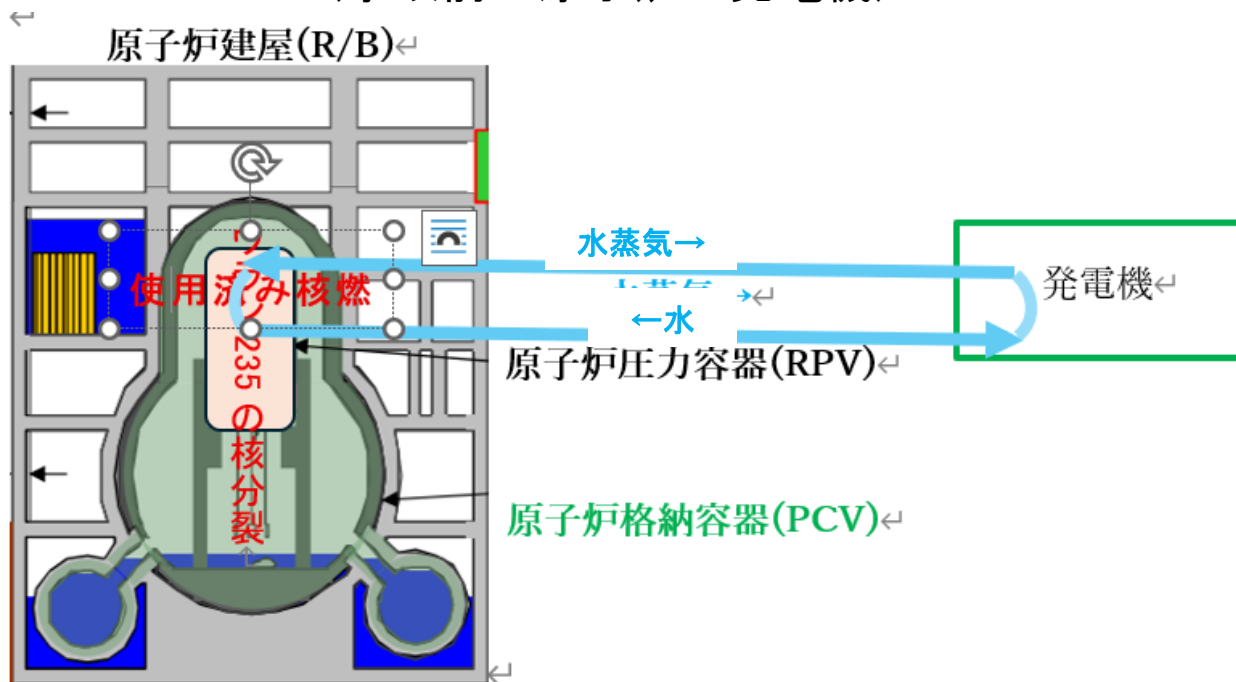 原子炉建屋(R/B)
水蒸気→
発電機
使用済み核燃
←水
235 の核分裂
原子炉圧力容器(RPV)
原子炉格納容器(PCV)